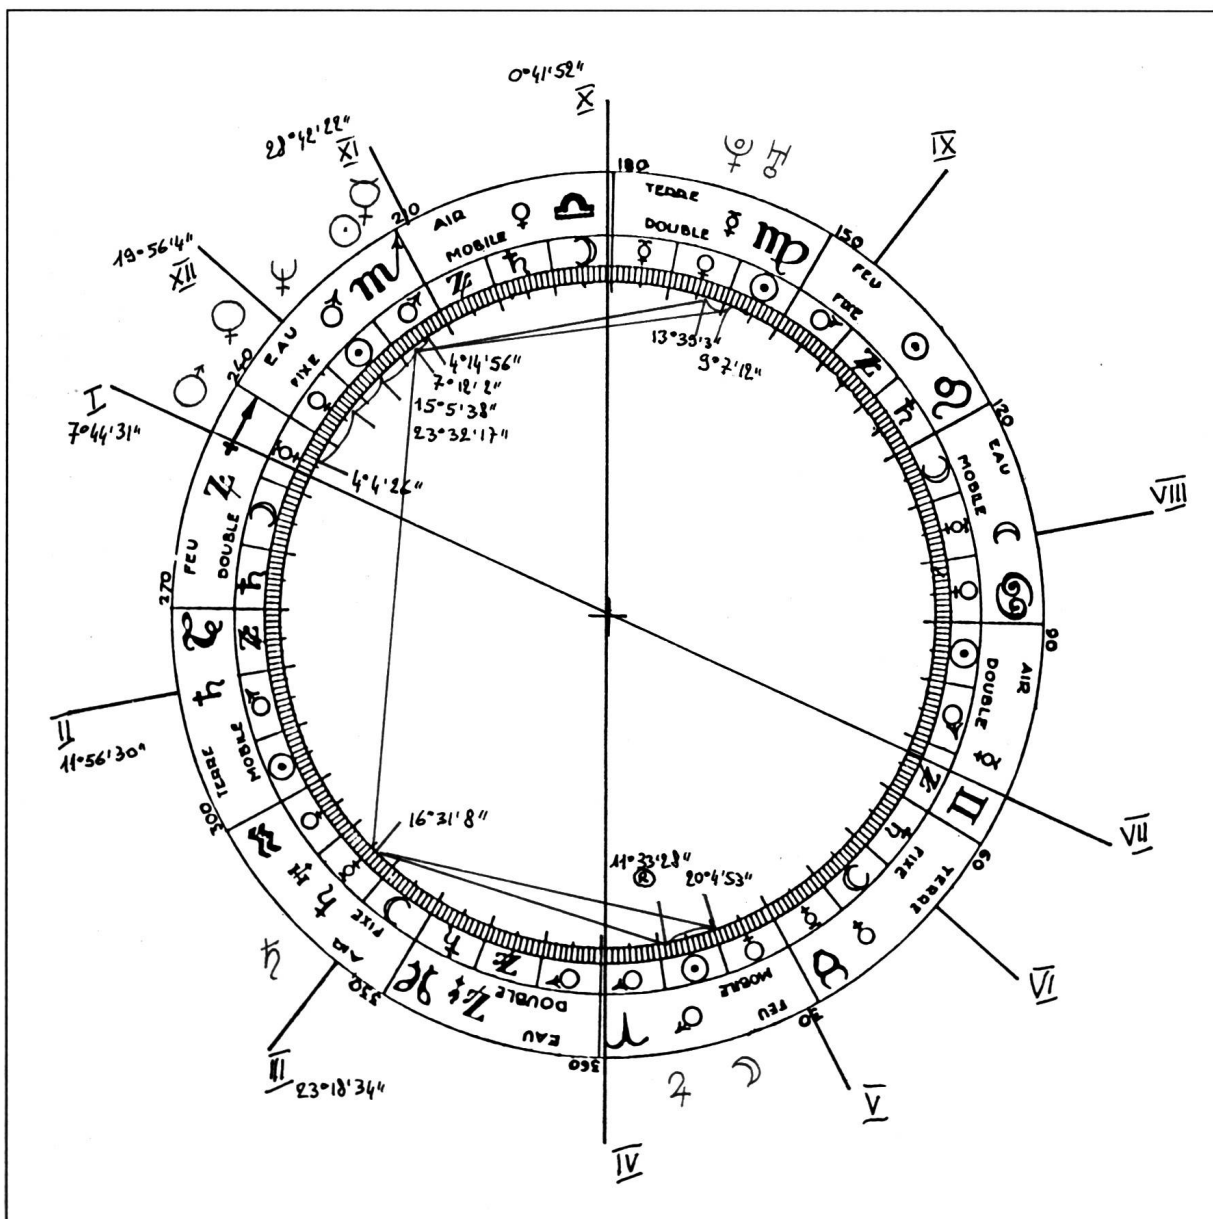 0°41'52"
X
28°42'22"
XI
19°56'4"
XII
I
7°44'31"
II
11°56'30"
III
23°18'34"
IV
V
VI
VII
VIII
IX
180
150
120
90
60
30
360
330
300
270
240
210
AIR
MOBILE
TERRE
DOUBLE
FEU
FIXE
EAU
MOBILE
AIR
DOUBLE
TERRE
FIXE
FEU
MOBILE
EAU
DOUBLE
AIR
FIXE
TERRE
MOBILE
FEU
DOUBLE
EAU
FIXE
4°14'56"
7°12'2"
15°5'38"
23°32'17"
4°4'26"
13°35'3"
9°7'12"
16°31'8"
11°33'28"
R
20°4'53"